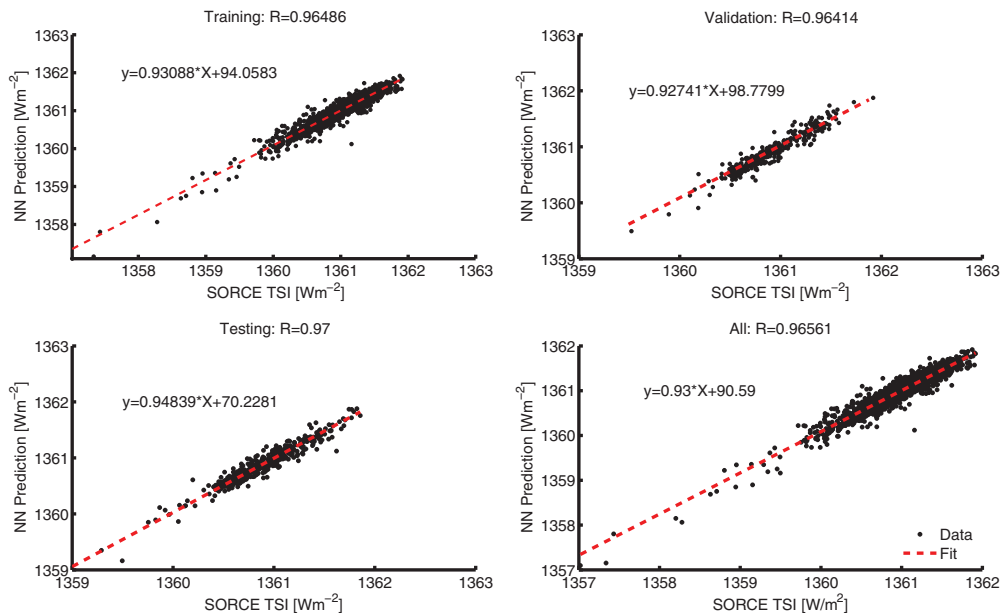 Training: R=0.96486
1363
1362
1361
1360
1359
1358
NN Prediction [Wm−2]
y=0.93088*X+94.0583
1358 1359 1360 1361 1362 1363
SORCE TSI [Wm−2]
Validation: R=0.96414
1363
1362
1361
1360
1359
NN Prediction [Wm−2]
y=0.92741*X+98.7799
1359 1360 1361 1362 1363
SORCE TSI [Wm−2]
Testing: R=0.97
1363
1362
1361
1360
1359
NN Prediction [Wm−2]
y=0.94839*X+70.2281
1359 1360 1361 1362 1363
SORCE TSI [Wm−2]
All: R=0.96561
1362
1361
1360
1359
1358
1357
NN Prediction [Wm−2]
y=0.93*X+90.59
Data
Fit
1357 1358 1359 1360 1361 1362
SORCE TSI [W/m²]